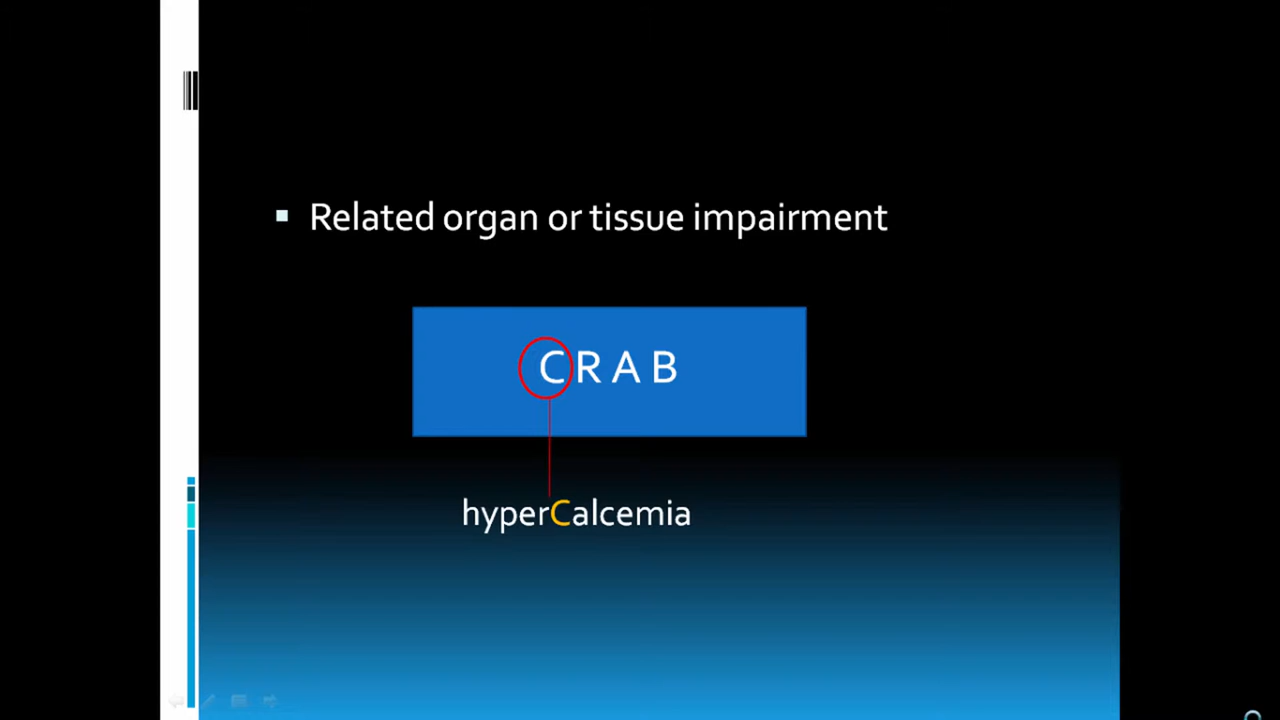 Related organ or tissue impairment
C R A B
hyperCalcemia